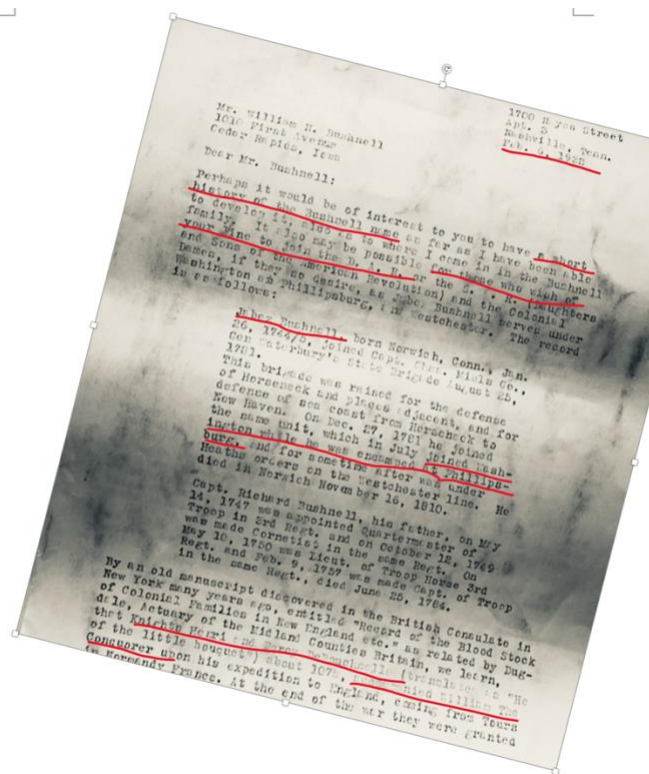 1700 Hayes Street
Apt. 3
Nashville, Tenn.
Feb. 6, 1928
Mr. William H. Bushnell
1010 First Avenue
Cedar Rapids, Iowa
Dear Mr. Bushnell:
Perhaps it would be of interest to you to have a short
history of the Bushnell name as far as I have been able
to develop it, also as to where I come in in the Bushnell
family. It also may be possible for those who wish of
your line to join the D. A. R. or the S. A. R. (Daughters
and Sons of the American Revolution) and the Colonial
Dames, if they so desire, as Jabez Bushnell served under
Washington at Phillipsburg, in Westchester. The record
is as follows:
Jabez Bushnell, born Norwich, Conn., Jan.
26, 1744/5, joined Capt. Chas. Miels Co.,
Gen Waterbury's State Brigade August 25,
1781.
This brigade was raised for the defense
of Horseneck and places adjacent, and for
defense of sea coast from Horseneck to
New Haven. On Dec. 27, 1781 he joined
the same unit, which in July joined Wash-
ington while he was encamped at Phillips-
burg, and for sometime after was under
Heaths orders on the Westchester line. He
died in Norwich November 16, 1810.
Capt. Richard Bushnell, his father, on May
14, 1747 was appointed Quartermaster of
Troop in 3rd Regt. and on October 12, 1749
was made Cornetist in the same Regt. On
May 10, 1750 was Lieut. of Troop Horse 3rd
Regt. and Feb. 9, 1757 was made Capt. of Troop
in the same Regt., died June 25, 1784.
By an old manuscript discovered in the British Consulate in
New York many years ago, entitled "Record of the Blood Stock
of Colonial Families in New England etc." as related by Dug-
dale, Actuary of the Midland Counties Britain, we learn,
that Knights Henri and (translated is "He
of the little bouquet") about 107, accompanied William The
Conquorer upon his expedition to England, coming from Tours
in Normandy France. At the end of the war they were granted